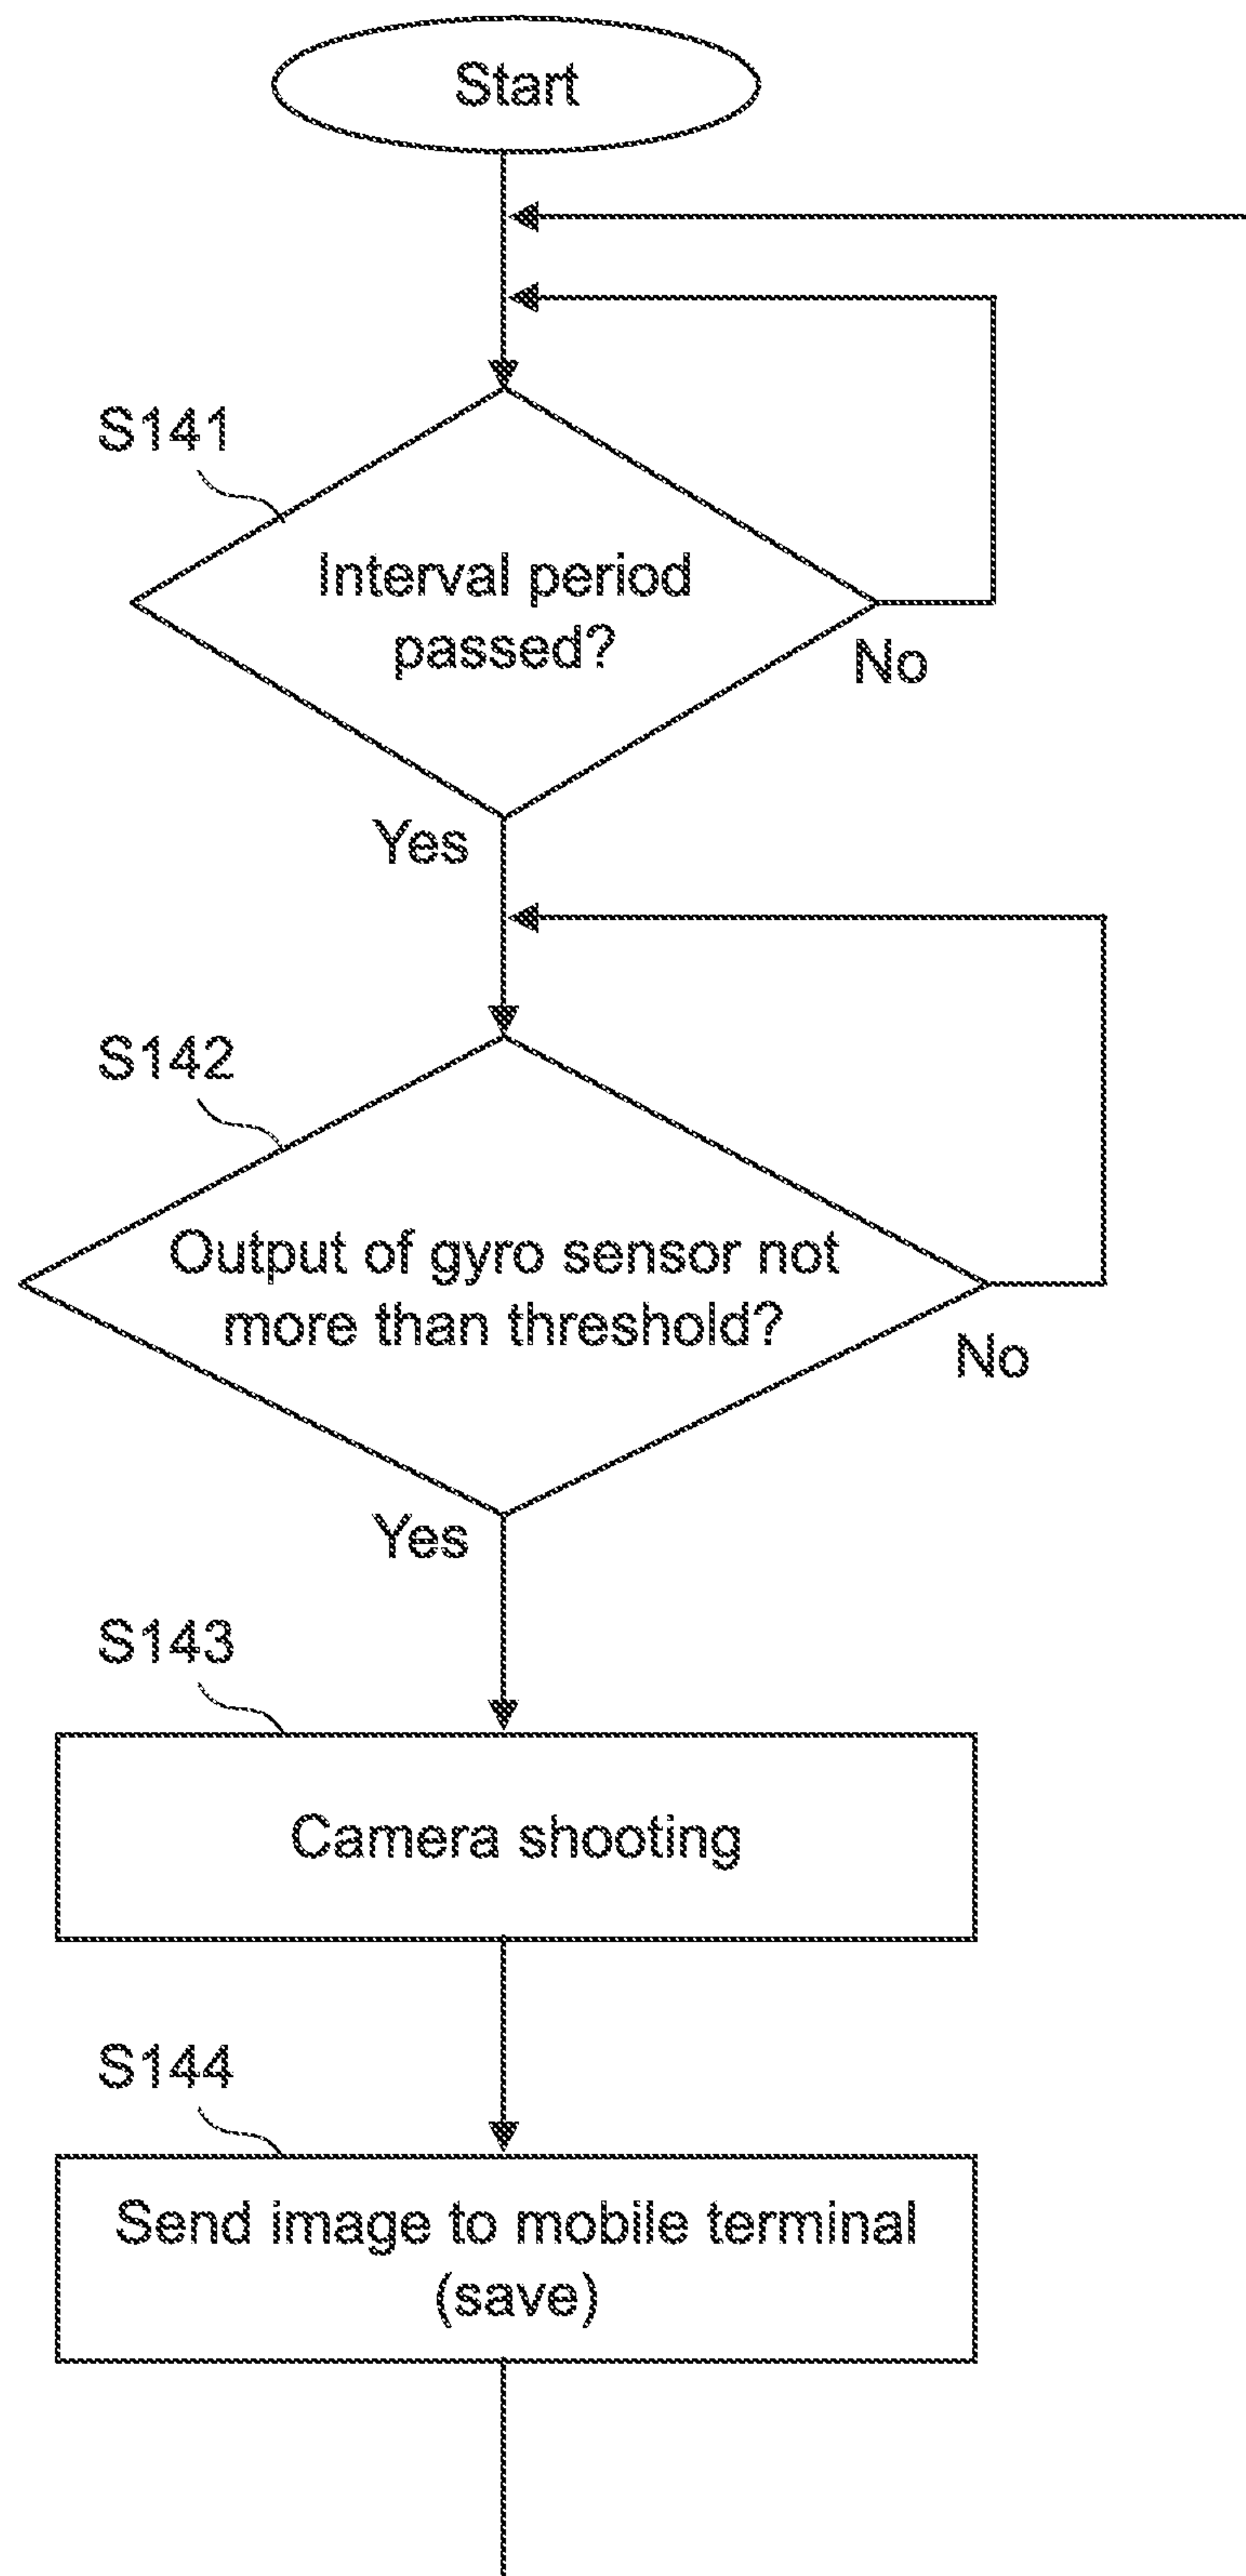 Start
S141
Interval period
passed?
No
Yes
S142
Output of gyro sensor not
more than threshold?
No
Yes
S143
Camera shooting
S144
Send image to mobile terminal
(save)